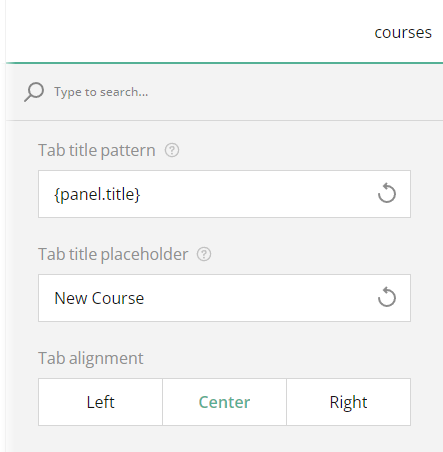 courses
Type to search...
Tab title pattern
{panel.title}
Tab title placeholder
New Course
Tab alignment
Left Center Right